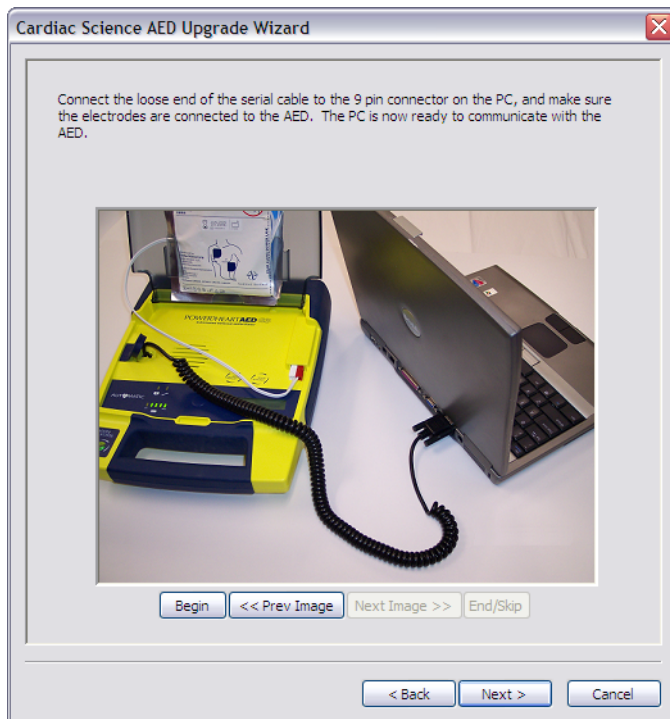 Cardiac Science AED Upgrade Wizard
Connect the loose end of the serial cable to the 9 pin connector on the PC, and make sure
the electrodes are connected to the AED. The PC is now ready to communicate with the
AED.
POWERHEART AED
AUTOMATIC
Begin
<< Prev Image
Next Image >>
End/Skip
< Back
Next >
Cancel